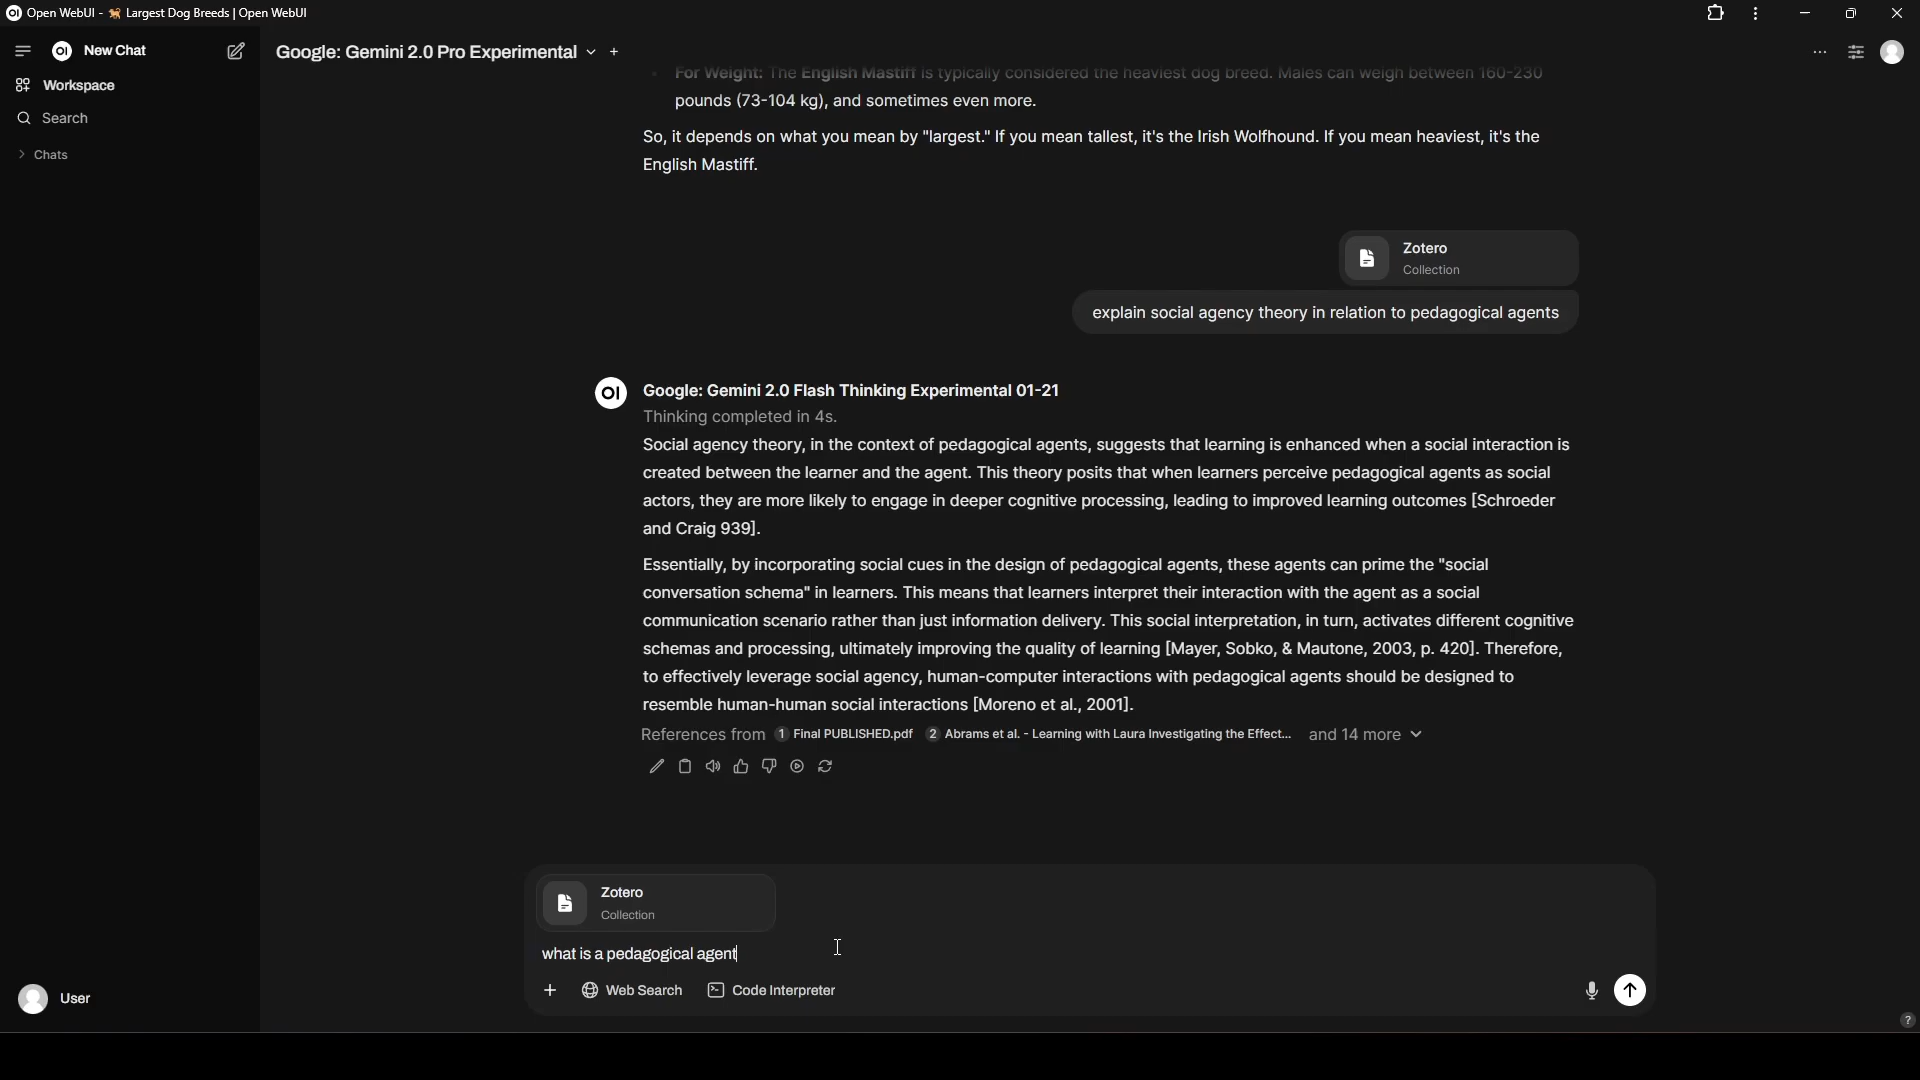 Open WebUI - 🐕 Largest Dog Breeds | Open WebUI
OI New Chat
Google: Gemini 2.0 Pro Experimental
Workspace
Search
Chats
For Weight: The English Mastiff is typically considered the heaviest dog breed. Males can weigh between 160-230
pounds (73-104 kg), and sometimes even more.
So, it depends on what you mean by "largest." If you mean tallest, it's the Irish Wolfhound. If you mean heaviest, it's the
English Mastiff.
Zotero
Collection
explain social agency theory in relation to pedagogical agents
OI Google: Gemini 2.0 Flash Thinking Experimental 01-21
Thinking completed in 4s.
Social agency theory, in the context of pedagogical agents, suggests that learning is enhanced when a social interaction is
created between the learner and the agent. This theory posits that when learners perceive pedagogical agents as social
actors, they are more likely to engage in deeper cognitive processing, leading to improved learning outcomes [Schroeder
and Craig 939].
Essentially, by incorporating social cues in the design of pedagogical agents, these agents can prime the "social
conversation schema" in learners. This means that learners interpret their interaction with the agent as a social
communication scenario rather than just information delivery. This social interpretation, in turn, activates different cognitive
schemas and processing, ultimately improving the quality of learning [Mayer, Sobko, & Mautone, 2003, p. 420]. Therefore,
to effectively leverage social agency, human-computer interactions with pedagogical agents should be designed to
resemble human-human social interactions [Moreno et al., 2001].
References from 1 Final PUBLISHED.pdf 2 Abrams et al. - Learning with Laura Investigating the Effect... and 14 more
Zotero
Collection
what is a pedagogical agent
Web Search Code Interpreter
User
?